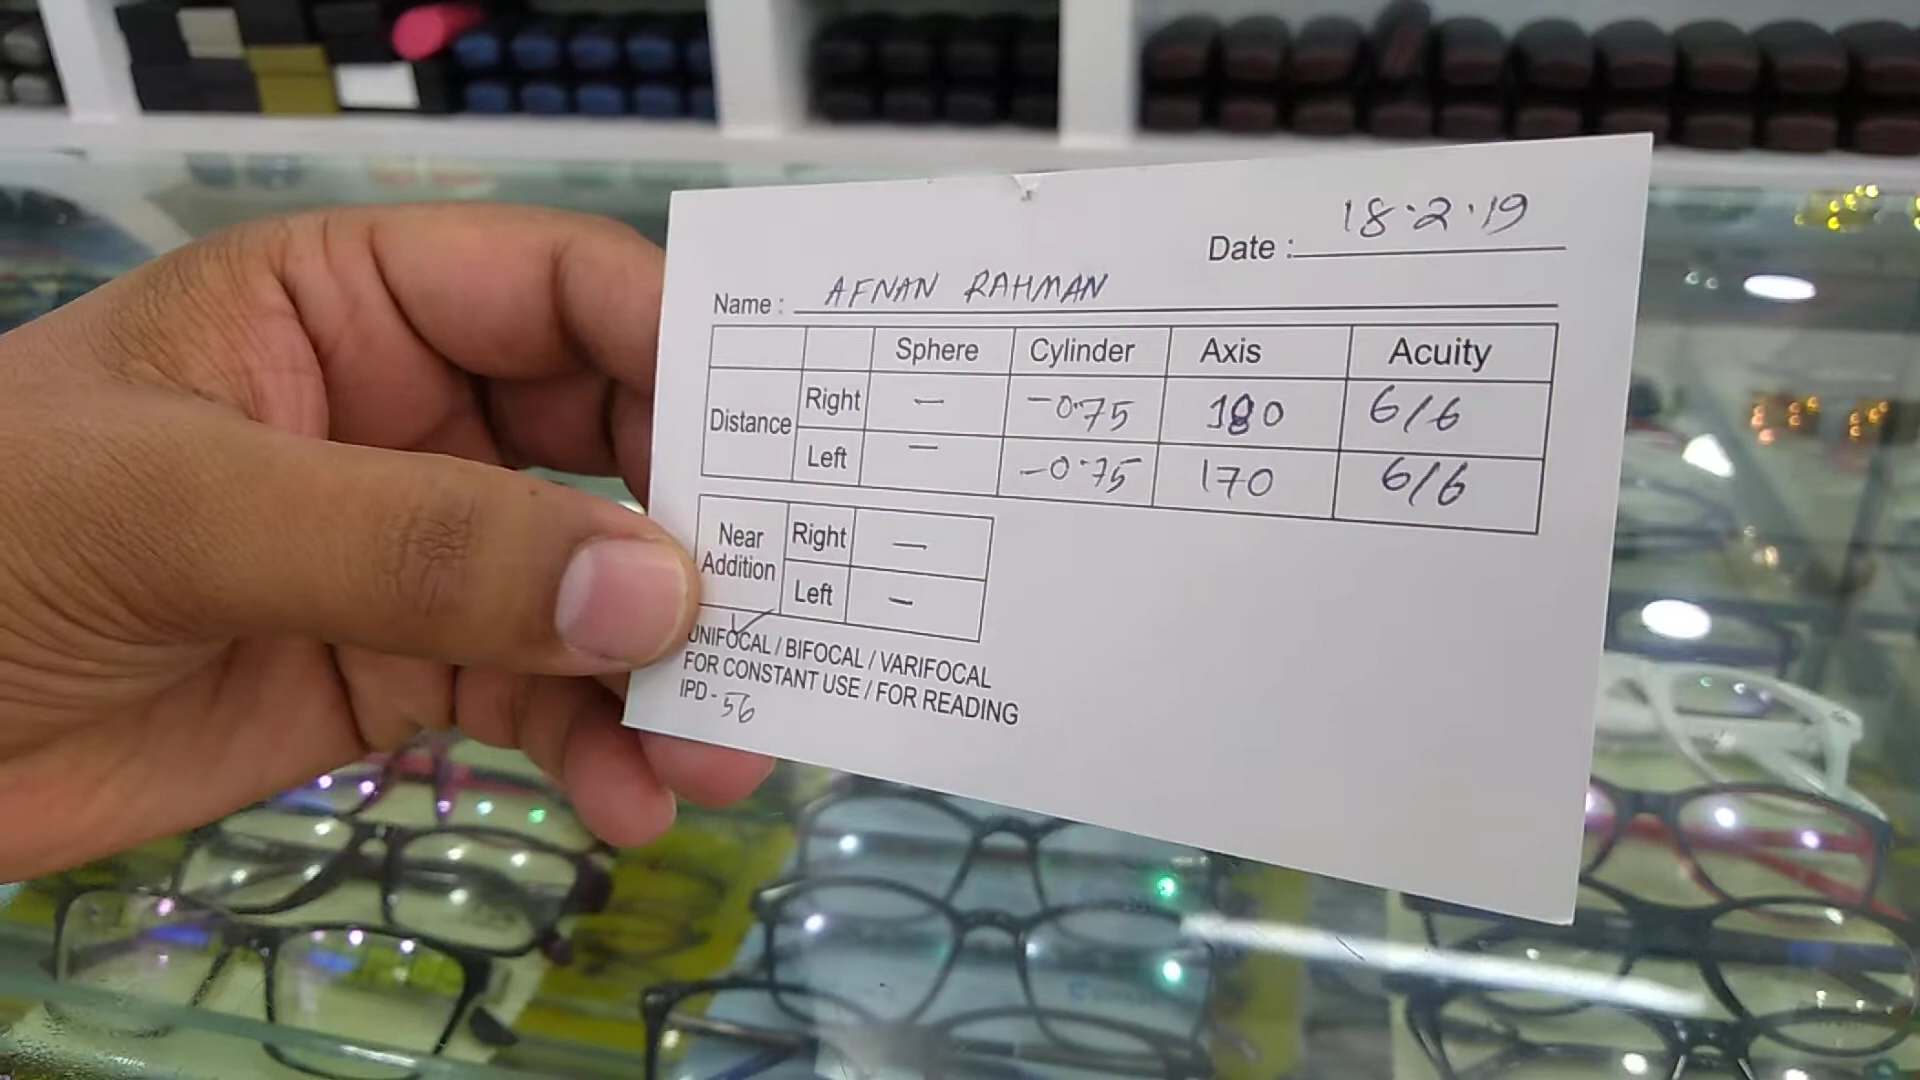 Date : 18.2.19
Name : AFNAN RAHMAN
Sphere Cylinder Axis Acuity
Distance
Right — -0.75 180 6/6
Left — -0.75 170 6/6
Near Addition
Right —
Left —
UNIFOCAL / BIFOCAL / VARIFOCAL
FOR CONSTANT USE / FOR READING
IPD - 56